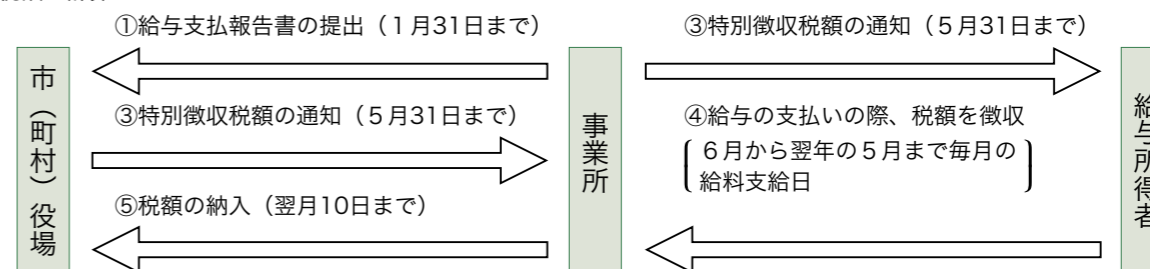 ①給与支払報告書の提出（１月31日まで）
③特別徴収税額の通知（５月31日まで）
市（町村）役場
③特別徴収税額の通知（５月31日まで）
事業所
④給与の支払いの際、税額を徴収
６月から翌年の５月まで毎月の
給料支給日
給与所得者
⑤税額の納入（翌月10日まで）